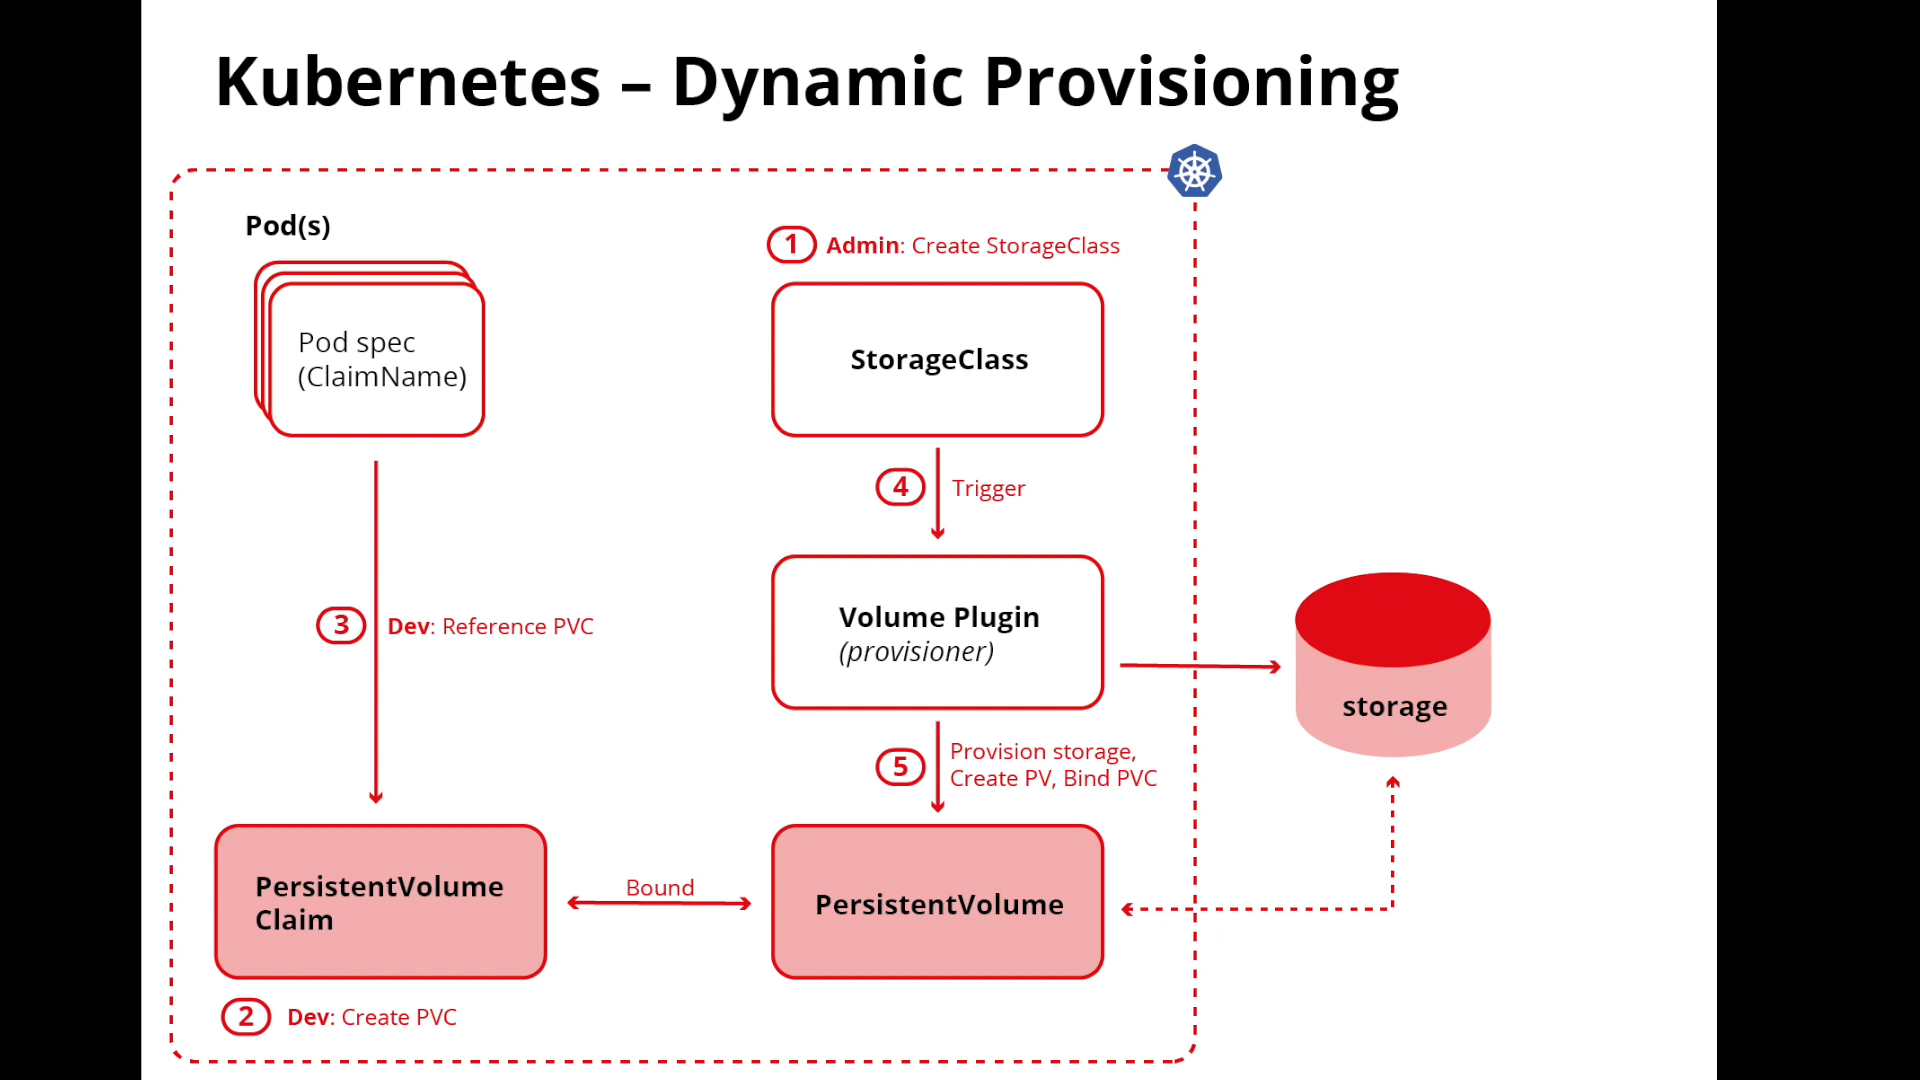 Kubernetes – Dynamic Provisioning
Pod(s)
Pod spec
(ClaimName)
1 Admin: Create StorageClass
StorageClass
4 Trigger
Volume Plugin
(provisioner)
3 Dev: Reference PVC
storage
5 Provision storage,
Create PV, Bind PVC
PersistentVolume
Claim
Bound
PersistentVolume
2 Dev: Create PVC